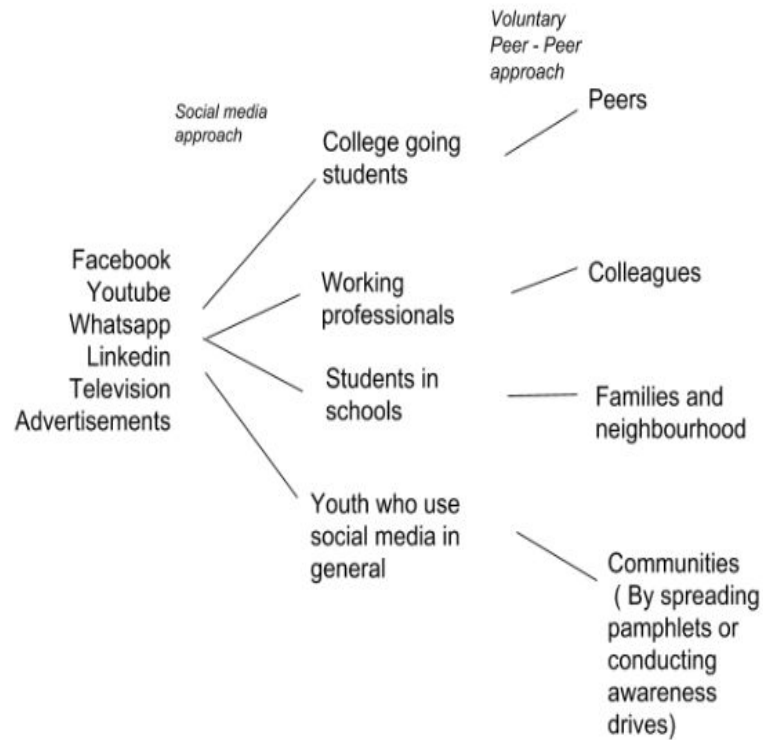 Social media
approach
Facebook
Youtube
Whatsapp
Linkedin
Television
Advertisements
College going
students
Working
professionals
Students in
schools
Youth who use
social media in
general
Voluntary
Peer - Peer
approach
Peers
Colleagues
Families and
neighbourhood
Communities
( By spreading
pamphlets or
conducting
awareness
drives)